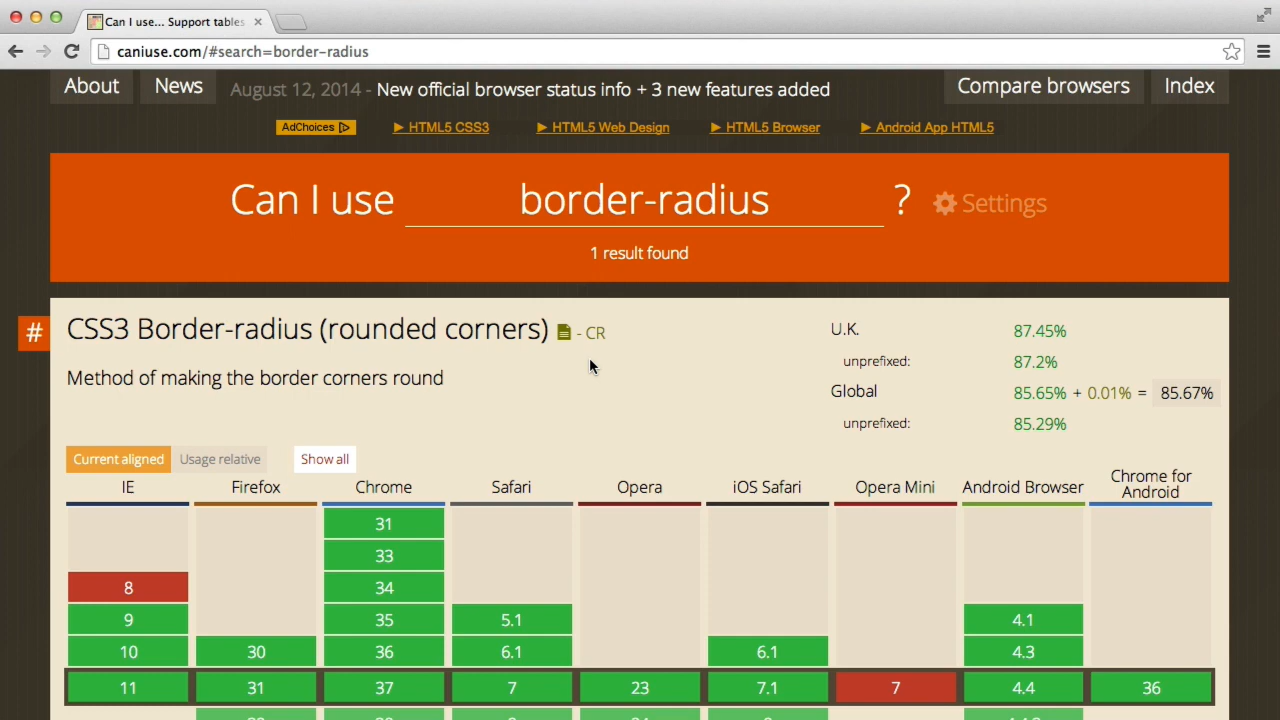 Can I use... Support tables
caniuse.com/#search=border-radius
About News August 12, 2014 - New official browser status info + 3 new features added Compare browsers Index
AdChoices ▶ HTML5 CSS3 ▶ HTML5 Web Design ▶ HTML5 Browser ▶ Android App HTML5
Can I use border-radius ? Settings
1 result found
# CSS3 Border-radius (rounded corners) - CR
Method of making the border corners round
U.K. 87.45%
unprefixed: 87.2%
Global 85.65% + 0.01% = 85.67%
unprefixed: 85.29%
Current aligned Usage relative Show all
IE Firefox Chrome Safari Opera iOS Safari Opera Mini Android Browser Chrome for Android
31
33
8 34
9 35 5.1 4.1
10 30 36 6.1 6.1 4.3
11 31 37 7 23 7.1 7 4.4 36